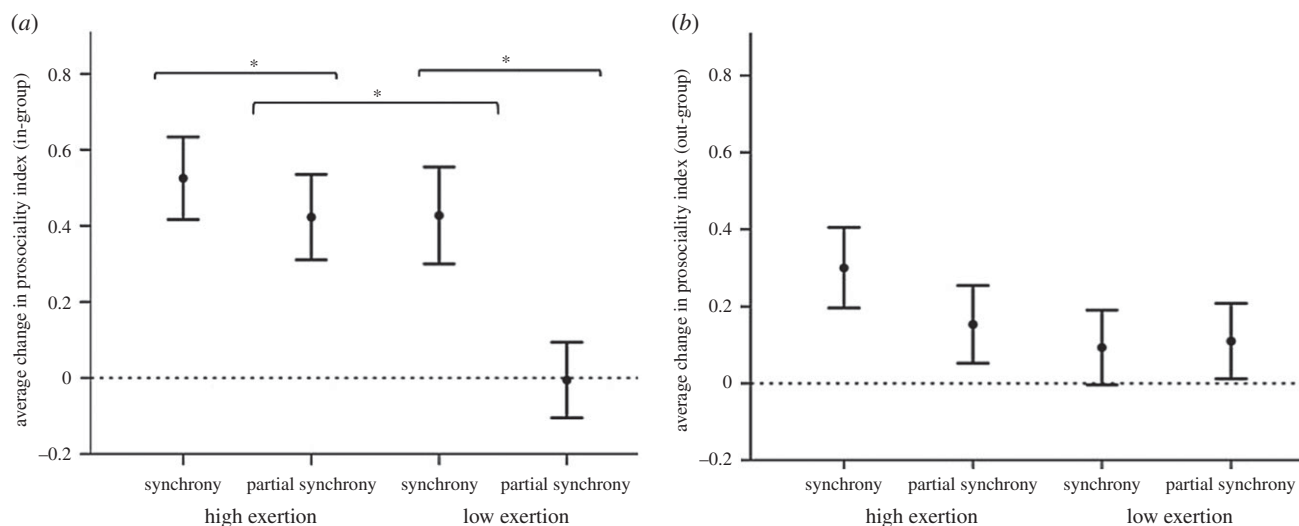 (a)
average change in prosociality index (in-group)
0.8
0.6
0.4
0.2
0
–0.2
*
*
*
synchrony partial synchrony synchrony partial synchrony
high exertion low exertion
(b)
average change in prosociality index (out-group)
0.8
0.6
0.4
0.2
0
–0.2
synchrony partial synchrony synchrony partial synchrony
high exertion low exertion